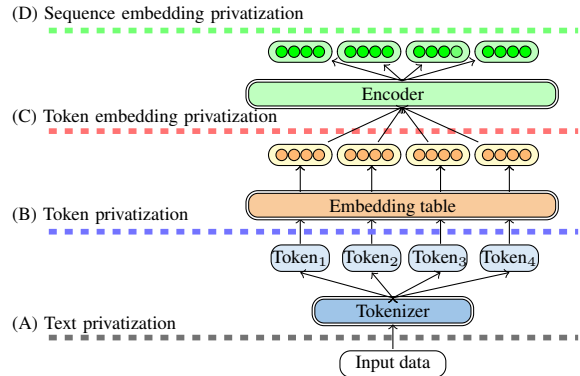 (D) Sequence embedding privatization
Encoder
(C) Token embedding privatization
Embedding table
(B) Token privatization
Token₁ Token₂ Token₃ Token₄
Tokenizer
(A) Text privatization
Input data